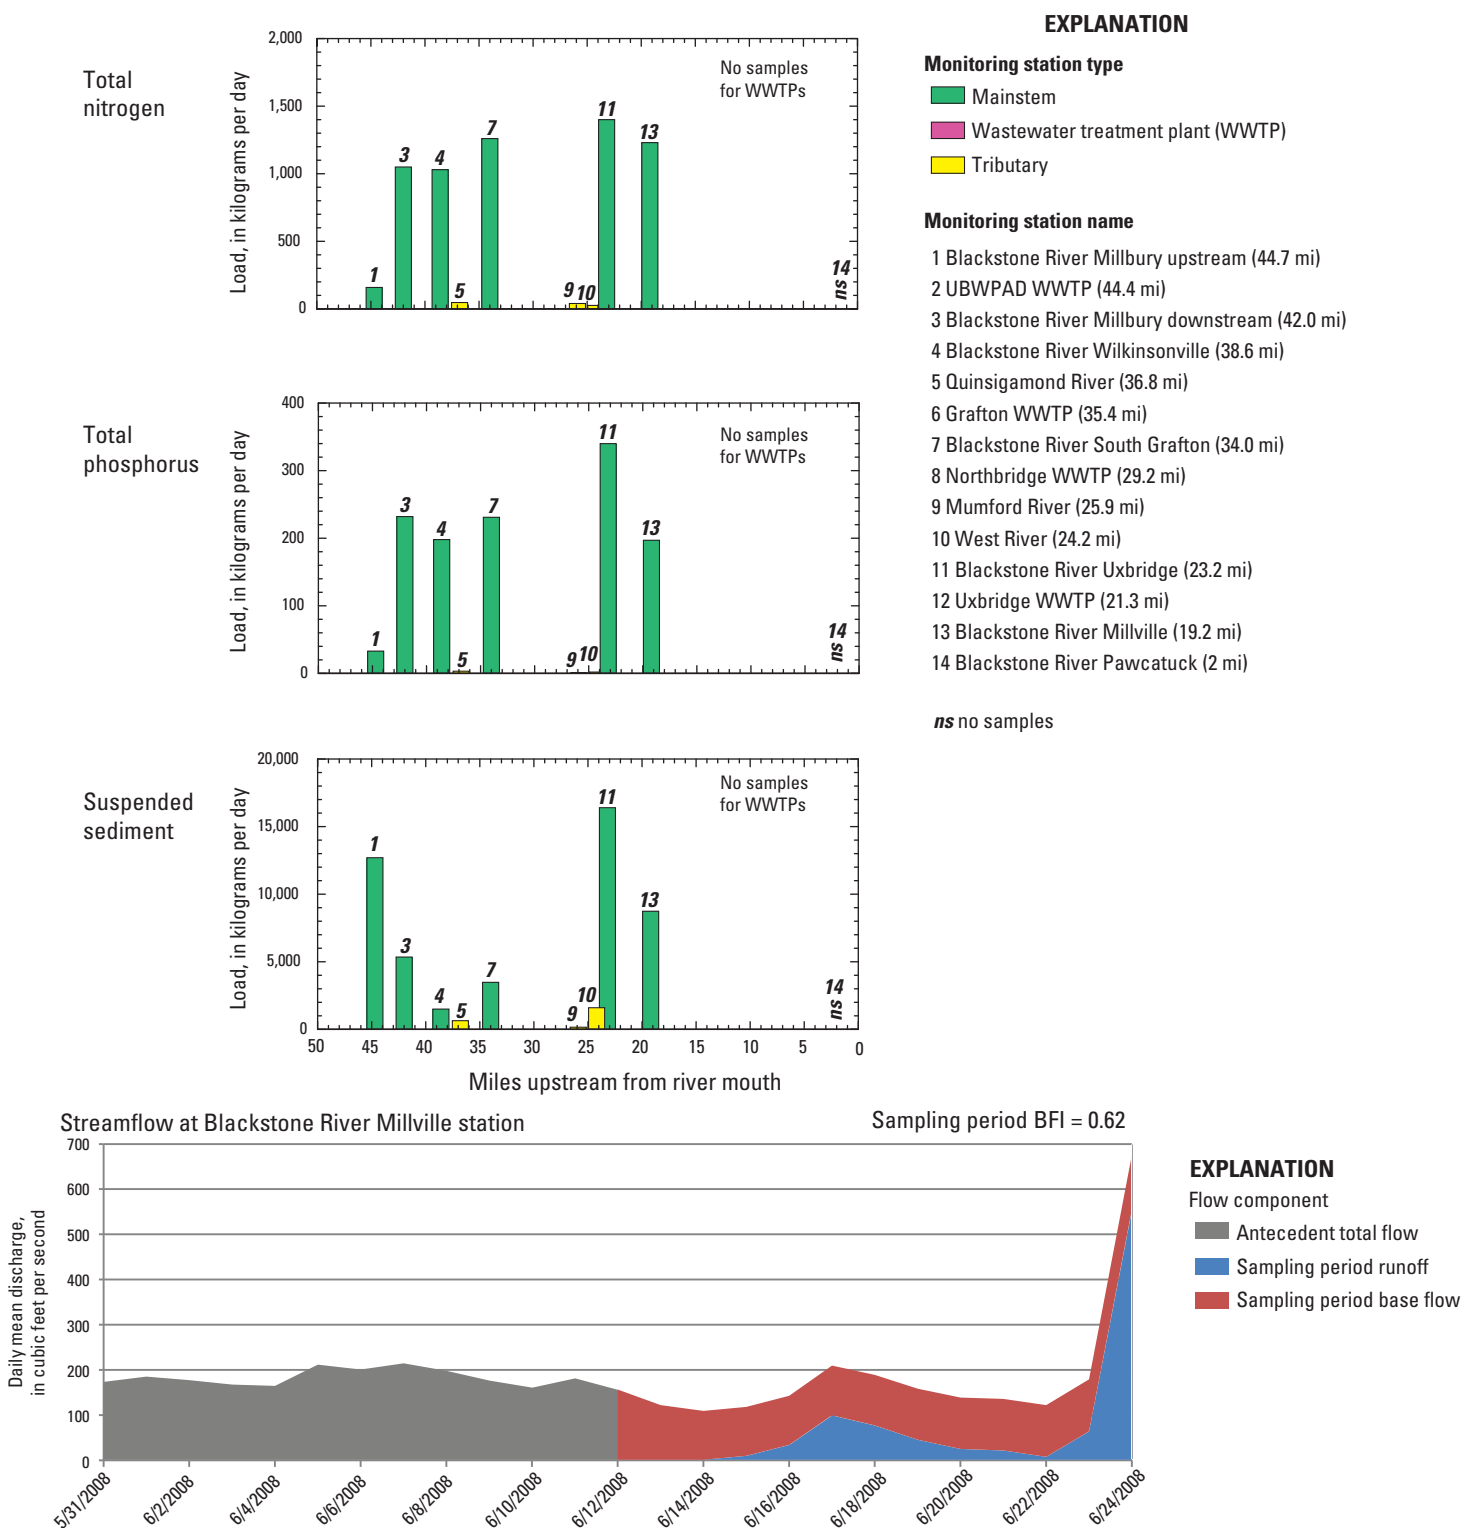 Total
nitrogen
Load, in kilograms per day
2,000
1,500
1,000
500
0
No samples
for WWTPs
1
3
4
5
7
9
10
11
13
ns 14
Total
phosphorus
Load, in kilograms per day
400
300
200
100
0
No samples
for WWTPs
1
3
4
5
7
9
10
11
13
ns 14
Suspended
sediment
Load, in kilograms per day
20,000
15,000
10,000
5,000
0
No samples
for WWTPs
1
3
4
5
7
9
10
11
13
ns 14
50 45 40 35 30 25 20 15 10 5 0
Miles upstream from river mouth
EXPLANATION
Monitoring station type
Mainstem
Wastewater treatment plant (WWTP)
Tributary
Monitoring station name
1 Blackstone River Millbury upstream (44.7 mi)
2 UBWPAD WWTP (44.4 mi)
3 Blackstone River Millbury downstream (42.0 mi)
4 Blackstone River Wilkinsonville (38.6 mi)
5 Quinsigamond River (36.8 mi)
6 Grafton WWTP (35.4 mi)
7 Blackstone River South Grafton (34.0 mi)
8 Northbridge WWTP (29.2 mi)
9 Mumford River (25.9 mi)
10 West River (24.2 mi)
11 Blackstone River Uxbridge (23.2 mi)
12 Uxbridge WWTP (21.3 mi)
13 Blackstone River Millville (19.2 mi)
14 Blackstone River Pawcatuck (2 mi)
ns no samples
Streamflow at Blackstone River Millville station
Sampling period BFI = 0.62
Daily mean discharge,
in cubic feet per second
700
600
500
400
300
200
100
0
5/31/2008 6/2/2008 6/4/2008 6/6/2008 6/8/2008 6/10/2008 6/12/2008 6/14/2008 6/16/2008 6/18/2008 6/20/2008 6/22/2008 6/24/2008
EXPLANATION
Flow component
Antecedent total flow
Sampling period runoff
Sampling period base flow